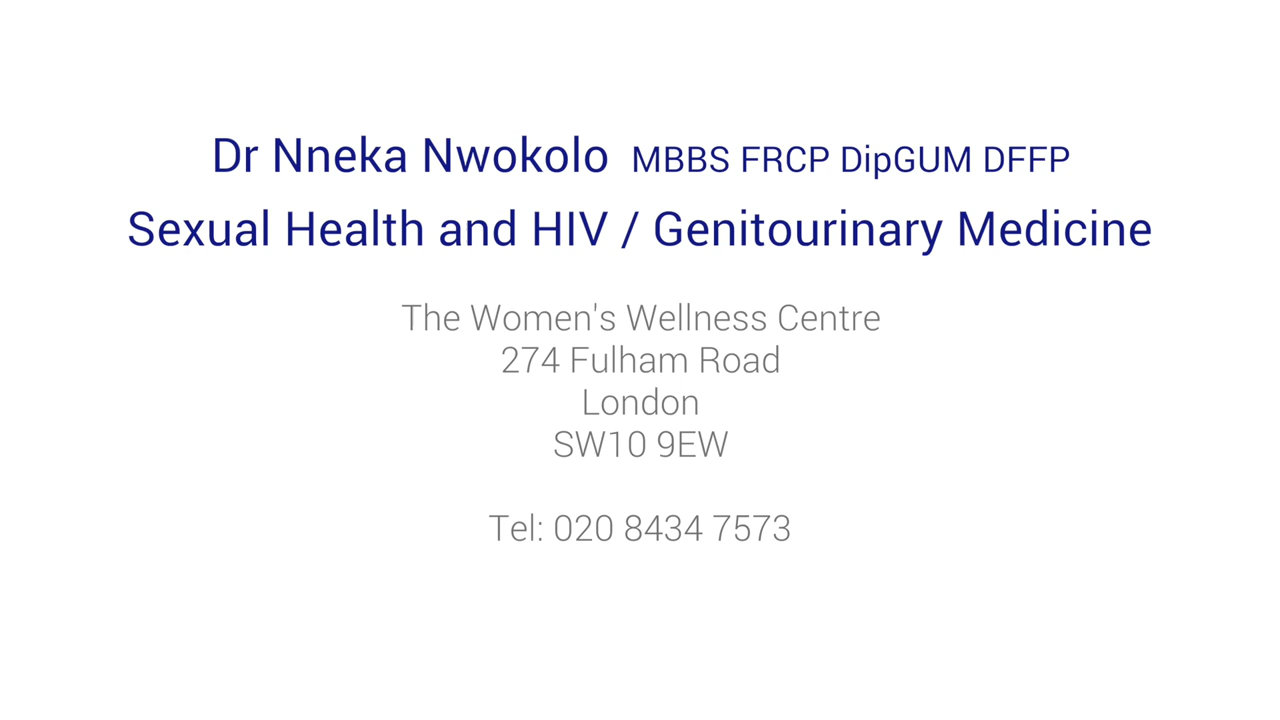 Dr Nneka Nwokolo MBBS FRCP DipGUM DFFP
Sexual Health and HIV / Genitourinary Medicine
The Women's Wellness Centre
274 Fulham Road
London
SW10 9EW
Tel: 020 8434 7573